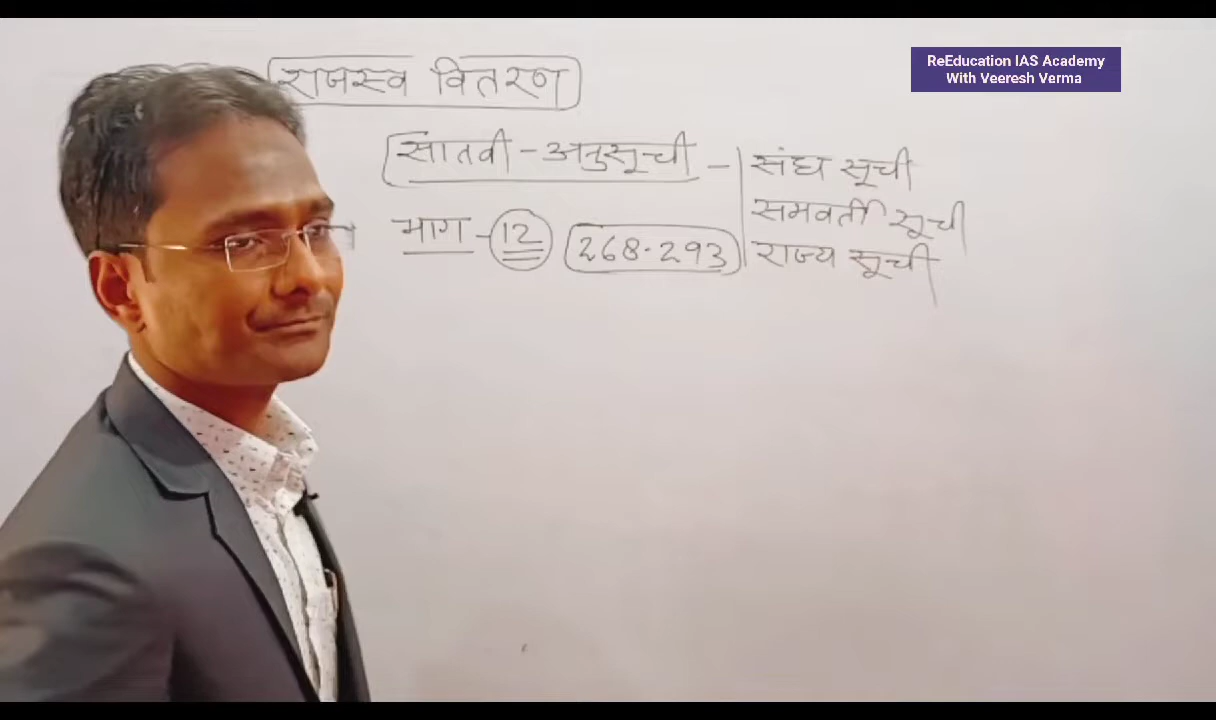 ReEducation IAS Academy
With Veeresh Verma
राजस्व वितरण
सातवी - अनुसूची - संघ सूची
समवर्ती सूची
भाग - 12 268-293 राज्य सूची